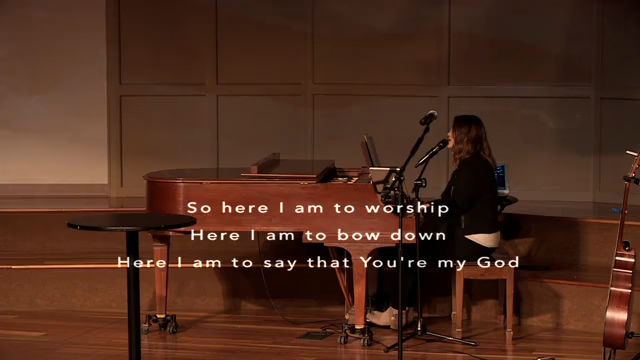 So here I am to worship
Here I am to bow down
Here I am to say that You're my God